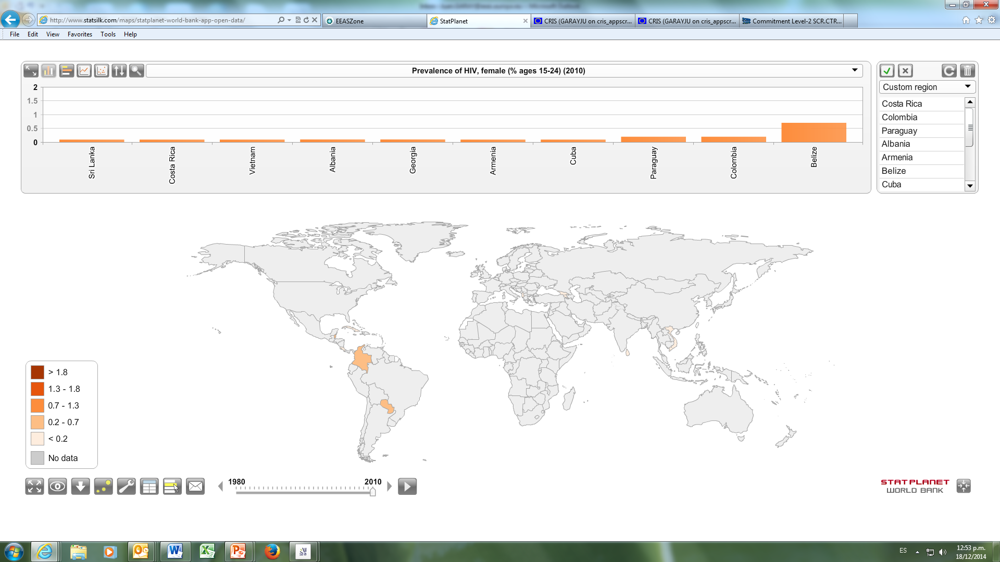 http://www.statsilk.com/maps/statplanet-world-bank-app-open-data/
EEASZone
StatPlanet
CRIS (GARAYJU on cris_appscr...
CRIS (GARAYJU on cris_appscr...
Commitment Level-2 SCR.CTR...
File Edit View Favorites Tools Help
Prevalence of HIV, female (% ages 15-24) (2010)
2
1.5
1
0.5
0
Sri Lanka
Costa Rica
Vietnam
Albania
Georgia
Armenia
Cuba
Paraguay
Colombia
Belize
Custom region
Costa Rica
Colombia
Paraguay
Albania
Armenia
Belize
Cuba
> 1.8
1.3 - 1.8
0.7 - 1.3
0.2 - 0.7
< 0.2
No data
1980 2010
STATPLANET
WORLD BANK
ES
12:53 p.m.
18/12/2014